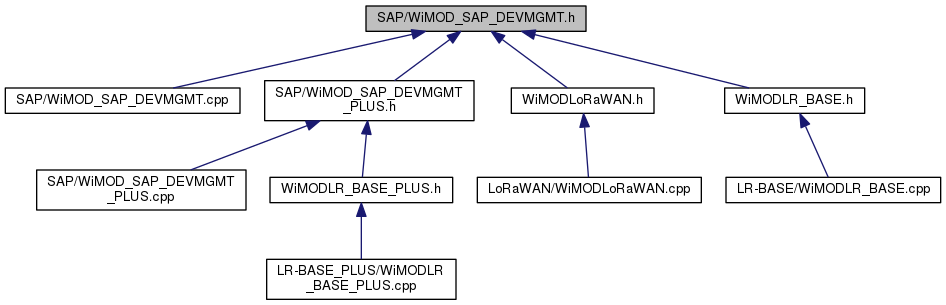 SAP/WiMOD_SAP_DEVMGMT.h
SAP/WiMOD_SAP_DEVMGMT.cpp
SAP/WiMOD_SAP_DEVMGMT
_PLUS.h
WiMODLoRaWAN.h
WiMODLR_BASE.h
SAP/WiMOD_SAP_DEVMGMT
_PLUS.cpp
WiMODLR_BASE_PLUS.h
LoRaWAN/WiMODLoRaWAN.cpp
LR-BASE/WiMODLR_BASE.cpp
LR-BASE_PLUS/WiMODLR
_BASE_PLUS.cpp